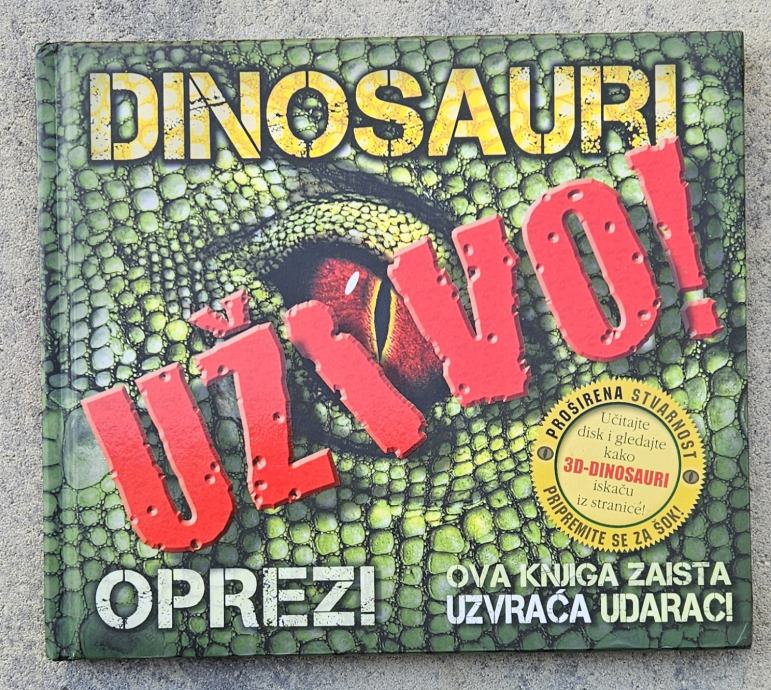 DINOSAURI
UŽIVO!
PROŠIRENA STVARNOST
Učitajte
disk i gledajte
kako
3D-DINOSAURI
iskaču
iz stranice!
PRIPREMITE SE ZA ŠOK!
OPREZ!
OVA KNJIGA ZAISTA
UZVRAĆA UDARAC!